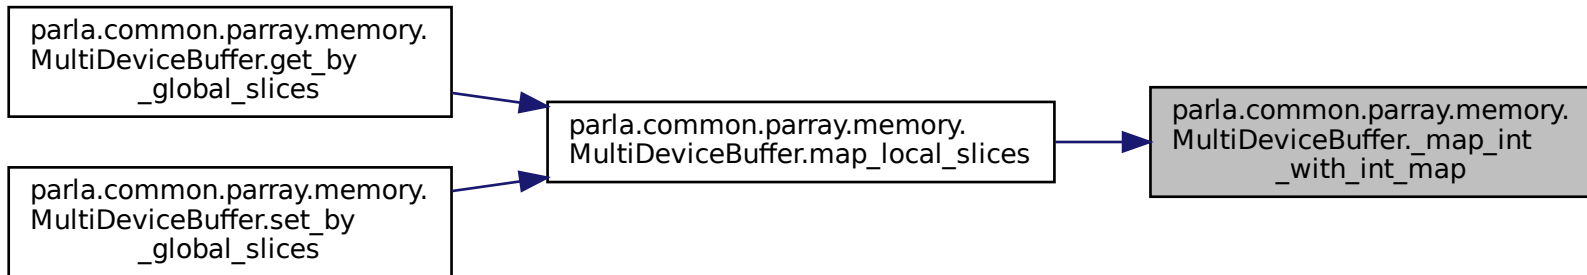 parla.common.parray.memory.
MultiDeviceBuffer.get_by
_global_slices
parla.common.parray.memory.
MultiDeviceBuffer.set_by
_global_slices
parla.common.parray.memory.
MultiDeviceBuffer.map_local_slices
parla.common.parray.memory.
MultiDeviceBuffer._map_int
_with_int_map